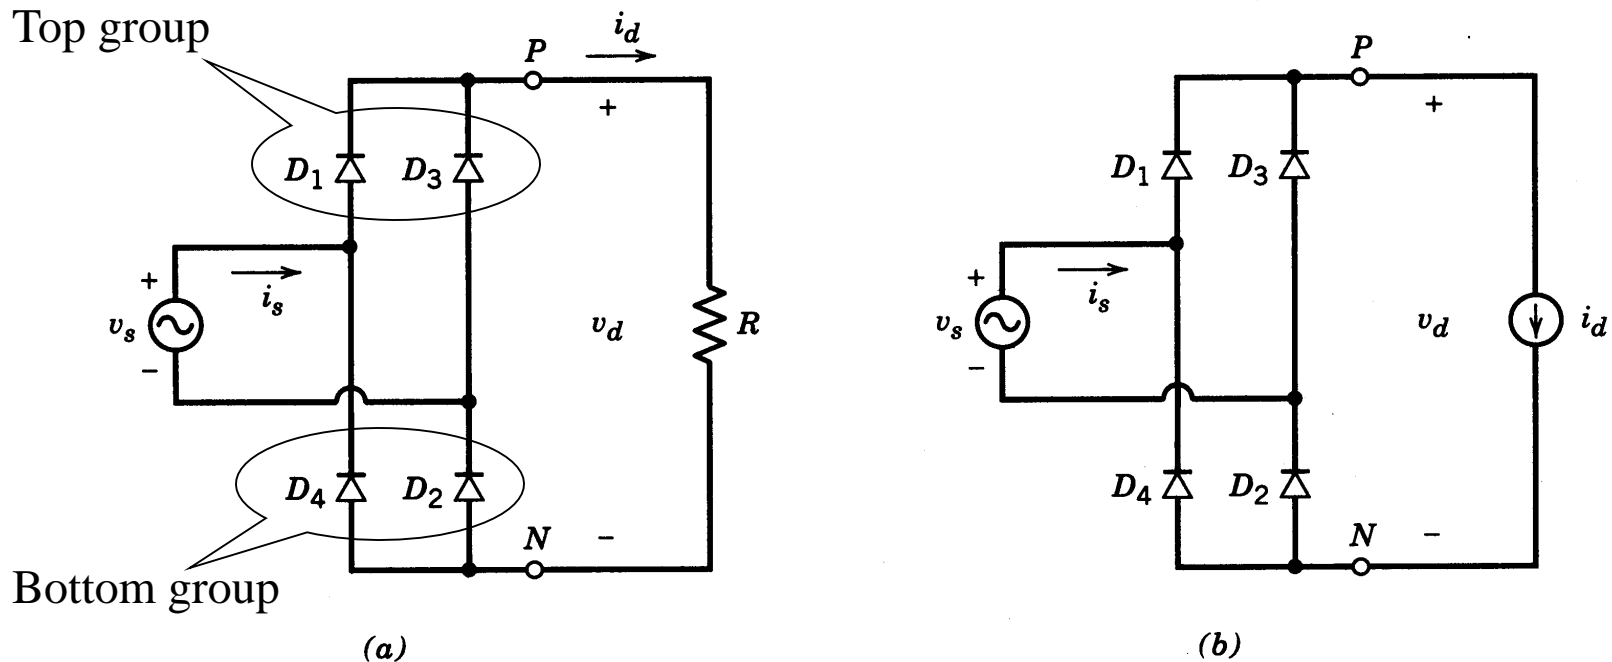 Top group
P
i_d
+
D_1
D_3
+
i_s
v_s
v_d
R
−
D_4
D_2
N
−
Bottom group
(a)
P
+
D_1
D_3
+
i_s
v_s
v_d
i_d
−
D_4
D_2
N
−
(b)